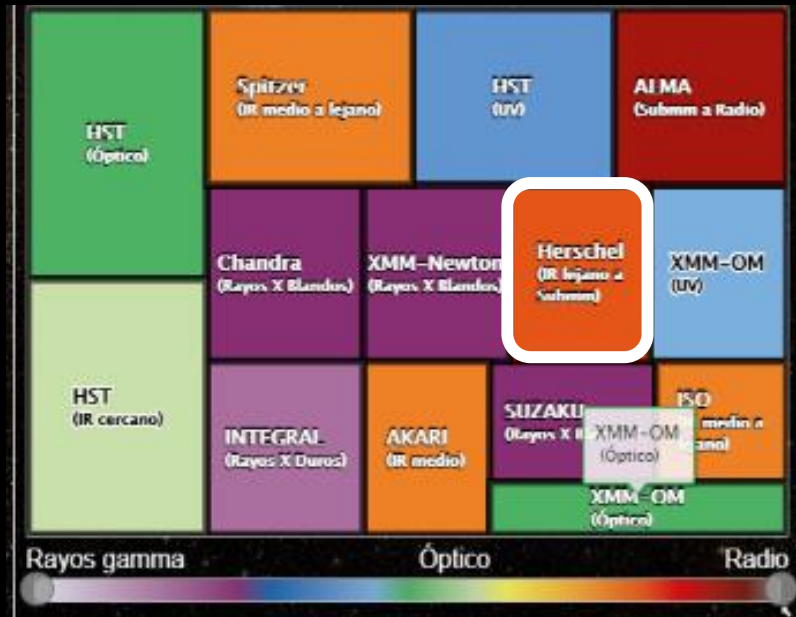 HST
(Óptico)
Spitzer
(IR medio a lejano)
HST
(UV)
ALMA
(Submm a Radio)
Chandra
(Rayos X Blandos)
XMM-Newton
(Rayos X Blandos)
Herschel
(IR lejano a
Submm)
XMM-OM
(UV)
HST
(IR cercano)
INTEGRAL
(Rayos X Duros)
AKARI
(IR medio)
SUZAKU
(Rayos X
ISO
medio a
XMM-OM
(Óptico)
XMM-OM
(Óptico)
Rayos gamma
Óptico
Radio